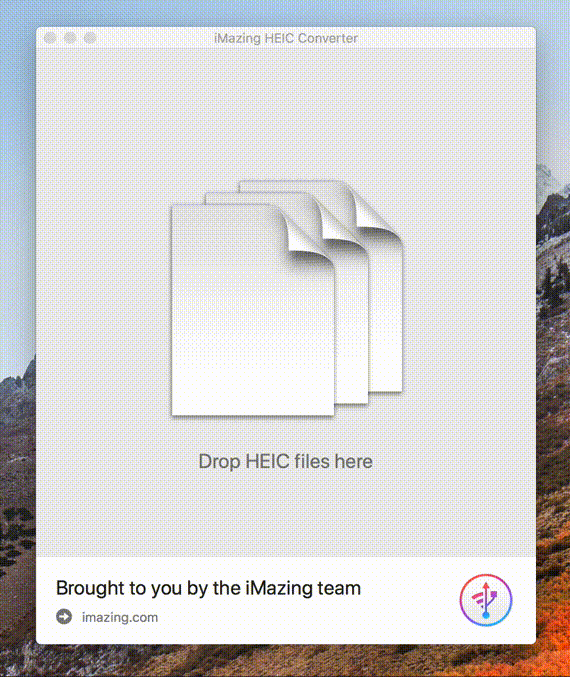 iMazing HEIC Converter
Drop HEIC files here
Brought to you by the iMazing team
imazing.com